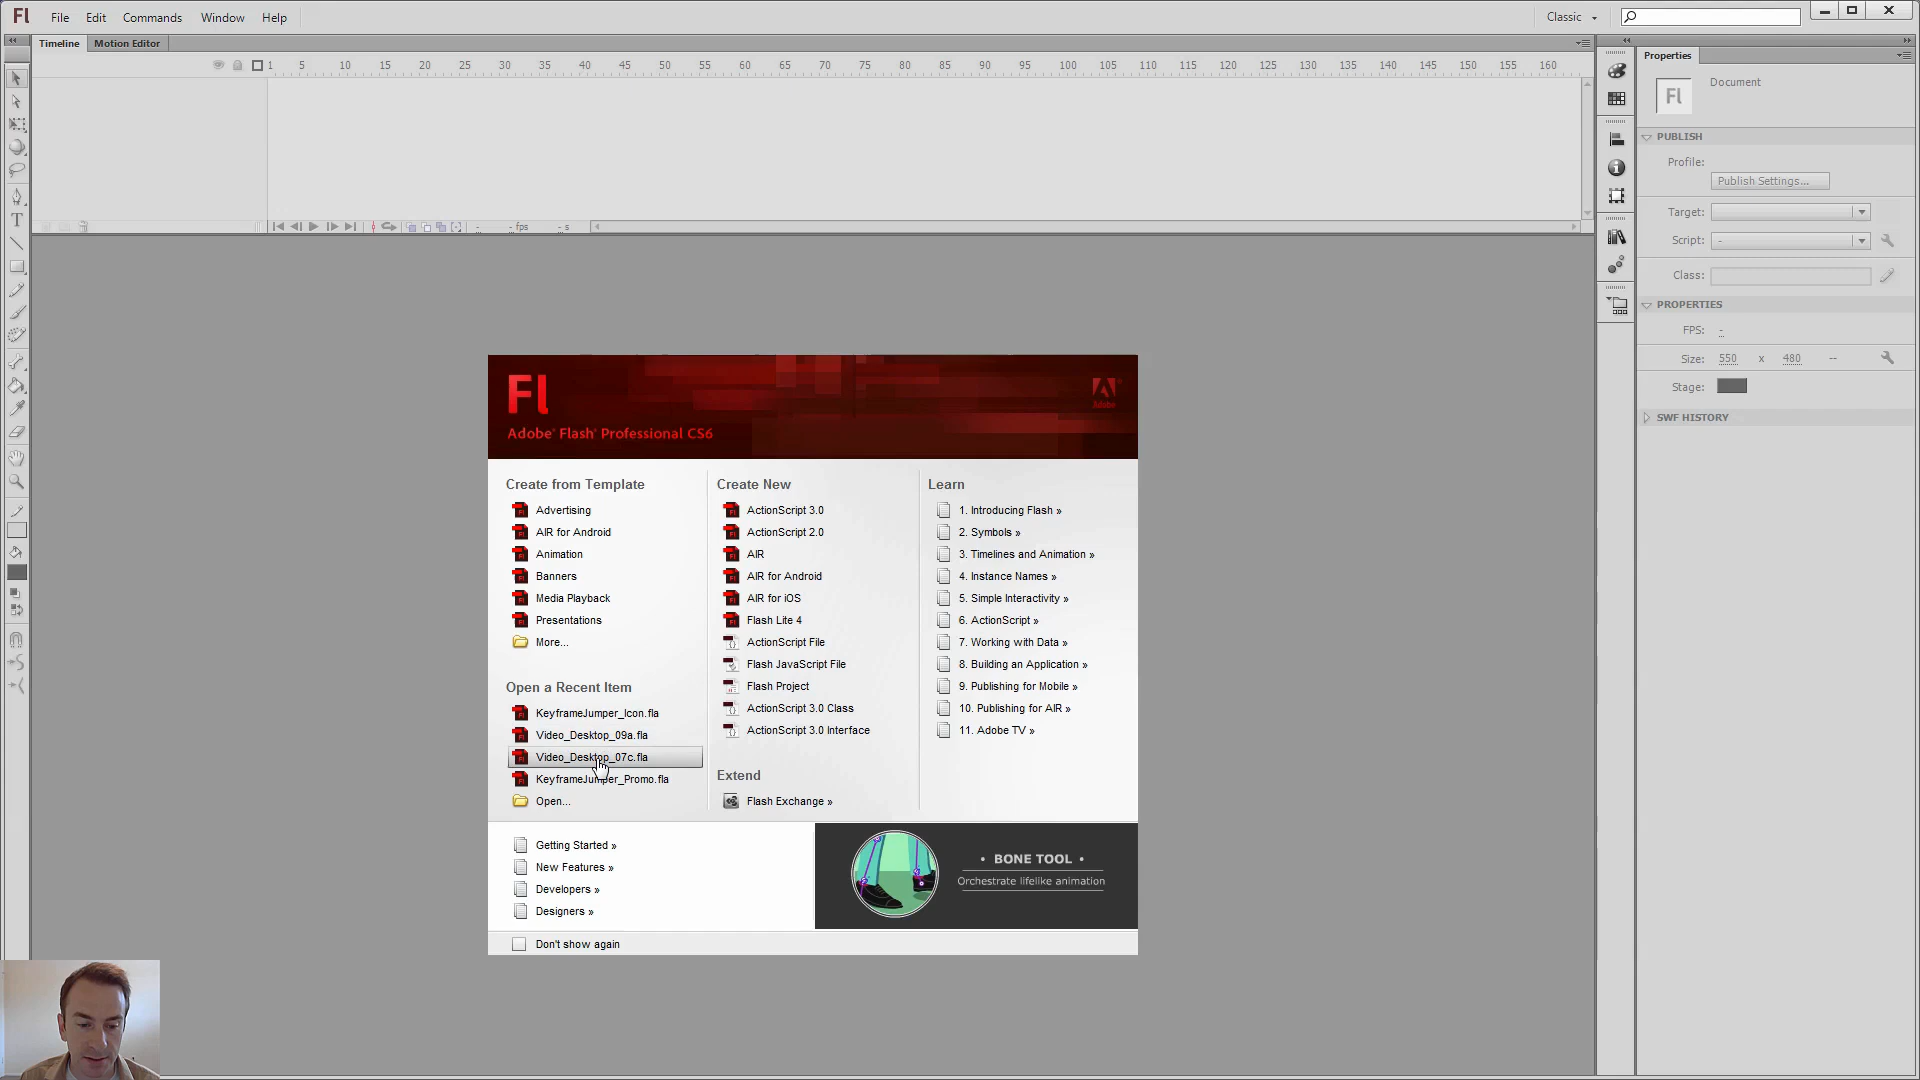 Fl File Edit Commands Window Help Classic
Timeline Motion Editor
1 5 10 15 20 25 30 35 40 45 50 55 60 65 70 75 80 85 90 95 100 105 110 115 120 125 130 135 140 145 150 155 160
- - fps - s
Properties
Fl Document
PUBLISH
Profile:
Publish Settings...
Target:
Script: -
Class:
PROPERTIES
FPS: -
Size: 550 x 480 --
Stage:
SWF HISTORY
Fl
Adobe
Adobe® Flash® Professional CS6
Create from Template
Advertising
AIR for Android
Animation
Banners
Media Playback
Presentations
More...
Open a Recent Item
KeyframeJumper_Icon.fla
Video_Desktop_09a.fla
Video_Desktop_07c.fla
KeyframeJumper_Promo.fla
Open...
Create New
ActionScript 3.0
ActionScript 2.0
AIR
AIR for Android
AIR for iOS
Flash Lite 4
ActionScript File
Flash JavaScript File
Flash Project
ActionScript 3.0 Class
ActionScript 3.0 Interface
Extend
Flash Exchange »
Learn
1. Introducing Flash »
2. Symbols »
3. Timelines and Animation »
4. Instance Names »
5. Simple Interactivity »
6. ActionScript »
7. Working with Data »
8. Building an Application »
9. Publishing for Mobile »
10. Publishing for AIR »
11. Adobe TV »
Getting Started »
New Features »
Developers »
Designers »
• BONE TOOL •
Orchestrate lifelike animation
Don't show again